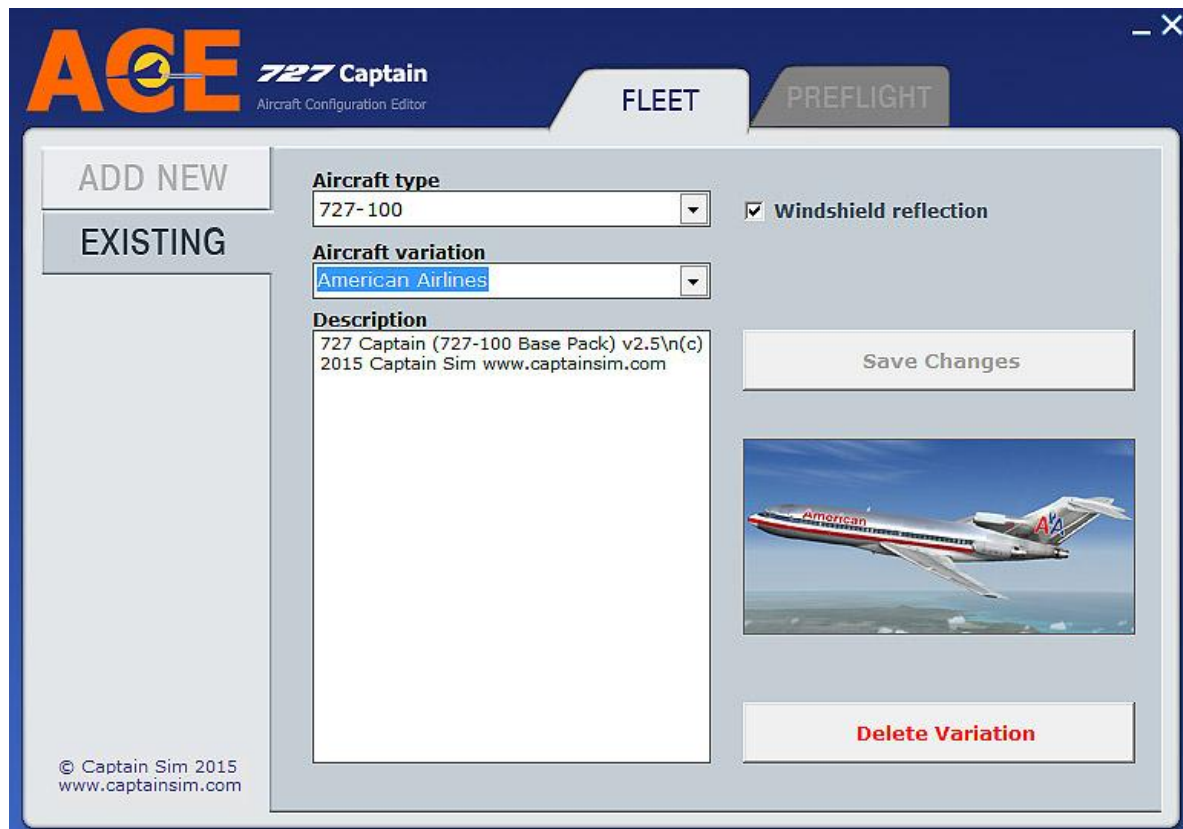 ACE
727 Captain
Aircraft Configuration Editor
FLEET
PREFLIGHT
ADD NEW
EXISTING
Aircraft type
727-100
Windshield reflection
Aircraft variation
American Airlines
Description
727 Captain (727-100 Base Pack) v2.5\n(c)
2015 Captain Sim www.captainsim.com
Save Changes
American
AA
Delete Variation
© Captain Sim 2015
www.captainsim.com